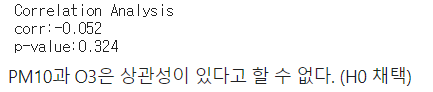 Correlation Analysis
corr:-0.052
p-value:0.324
PM10과 O3은 상관성이 있다고 할 수 없다. (H0 채택)